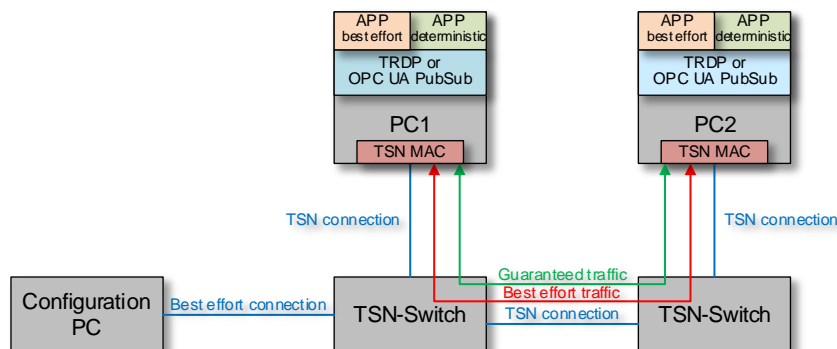 APP
best effort
APP
deterministic
TRDP or
OPC UA PubSub
PC1
TSN MAC
APP
best effort
APP
deterministic
TRDP or
OPC UA PubSub
PC2
TSN MAC
TSN connection
TSN connection
Guaranteed traffic
Best effort traffic
TSN connection
Configuration
PC
Best effort connection
TSN-Switch
TSN-Switch